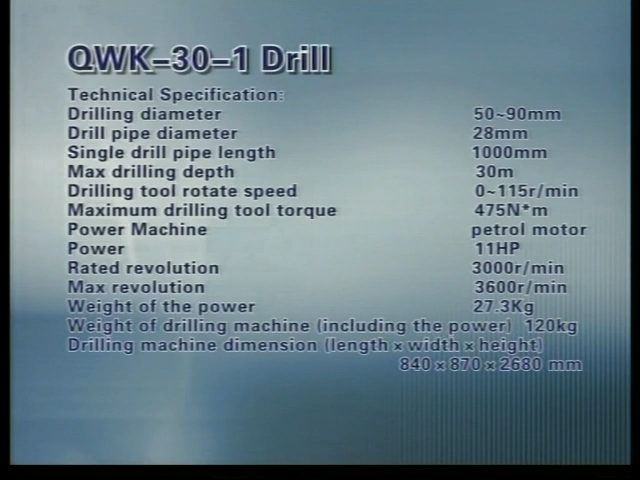 QWK-30-1 Drill
Technical Specification:
Drilling diameter 50~90mm
Drill pipe diameter 28mm
Single drill pipe length 1000mm
Max drilling depth 30m
Drilling tool rotate speed 0~115r/min
Maximum drilling tool torque 475N*m
Power Machine petrol motor
Power 11HP
Rated revolution 3000r/min
Max revolution 3600r/min
Weight of the power 27.3Kg
Weight of drilling machine (including the power) 120kg
Drilling machine dimension (length x width x height)
840 x 870 x 2680 mm